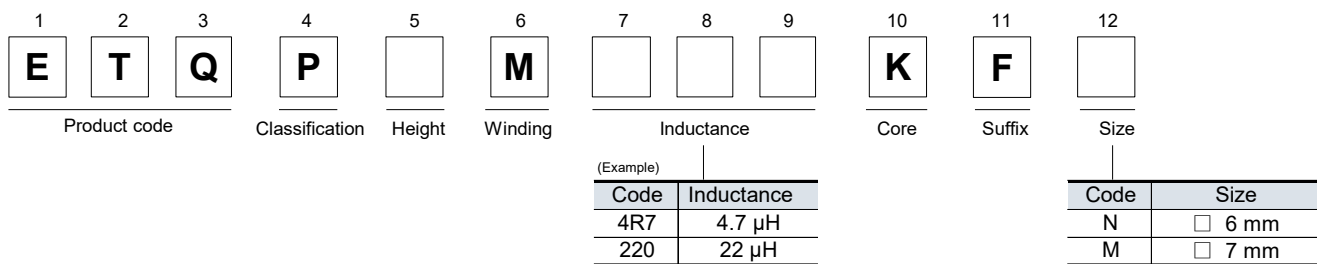 1 2 3 4 5 6 7 8 9 10 11 12
E T Q P M K F
Product code Classification Height Winding Inductance Core Suffix Size
(Example)
Code Inductance
4R7 4.7 µH
220 22 µH
Code Size
N □ 6 mm
M □ 7 mm